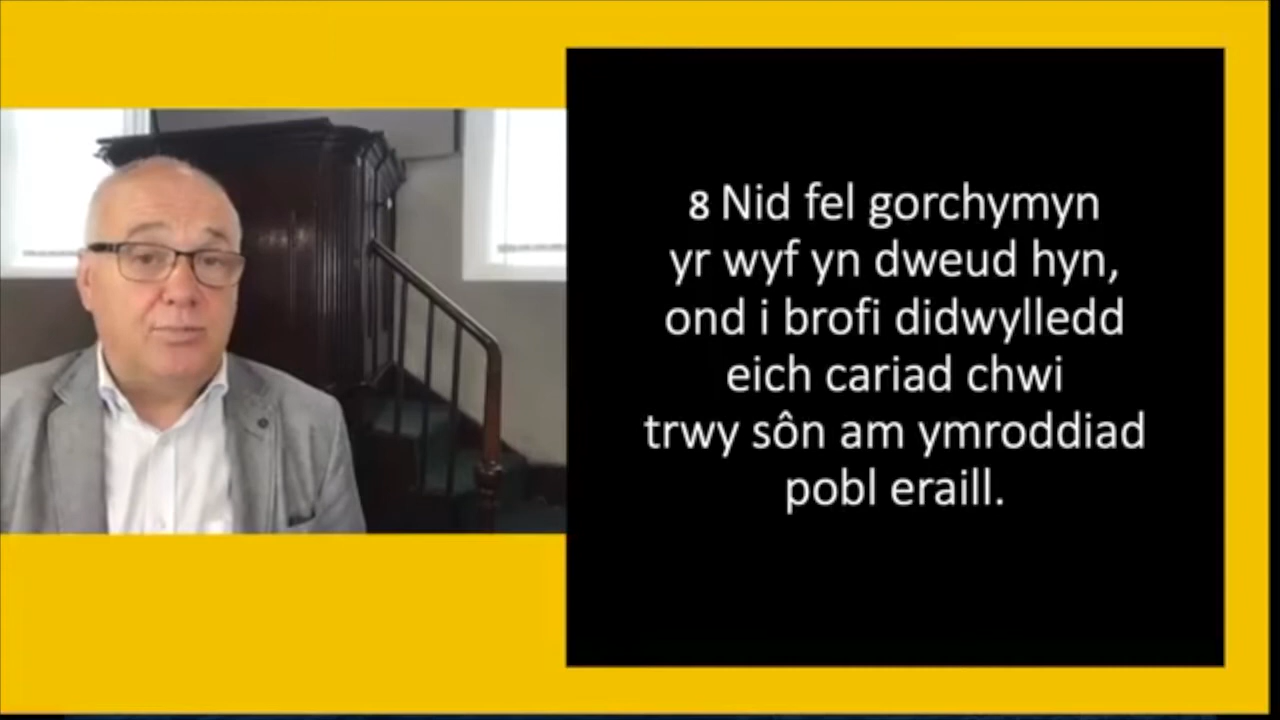 8 Nid fel gorchymyn
yr wyf yn dweud hyn,
ond i brofi didwylledd
eich cariad chwi
trwy sôn am ymroddiad
pobl eraill.